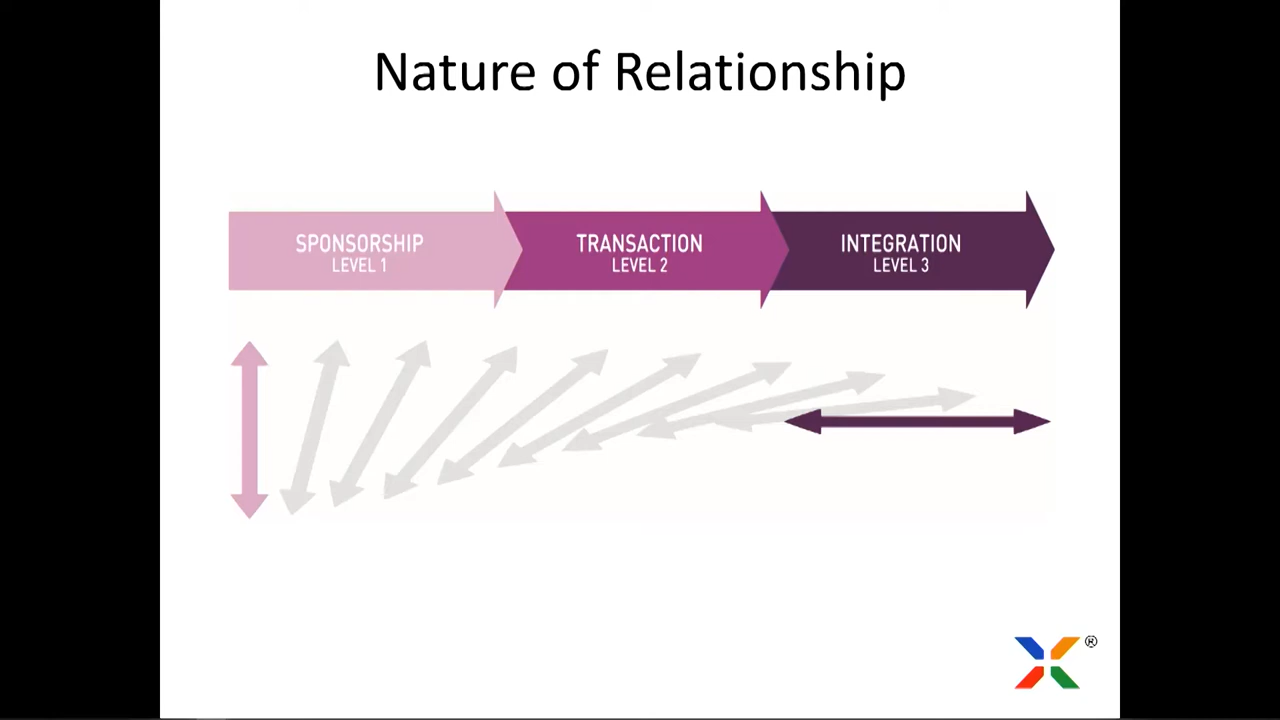 Nature of Relationship
SPONSORSHIP
LEVEL 1
TRANSACTION
LEVEL 2
INTEGRATION
LEVEL 3
®